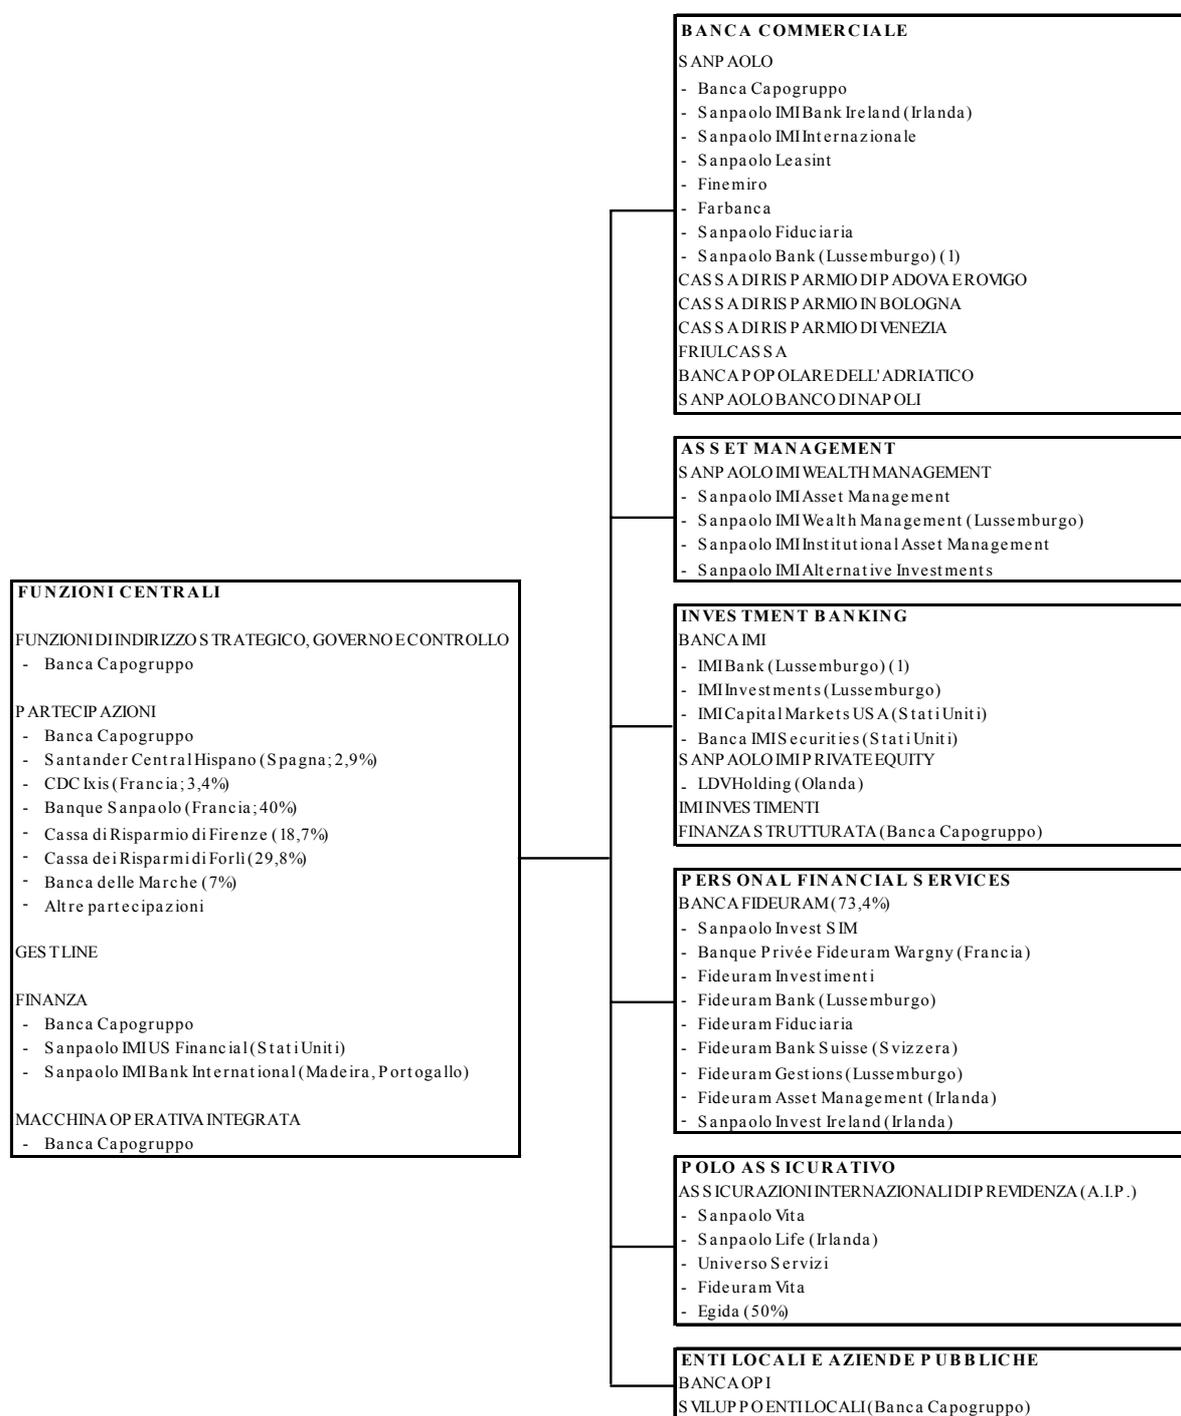 FUNZIONI CENTRALI
FUNZIONI DI INDIRIZZO STRATEGICO, GOVERNO E CONTROLLO
- Banca Capogruppo
PARTECIPAZIONI
- Banca Capogruppo
- Santander Central Hispano (Spagna; 2,9%)
- CDC Ixis (Francia; 3,4%)
- Banque Sanpaolo (Francia; 40%)
- Cassa di Risparmio di Firenze (18,7%)
- Cassa dei Risparmi di Forlì (29,8%)
- Banca delle Marche (7%)
- Altre partecipazioni
GESTLINE
FINANZA
- Banca Capogruppo
- Sanpaolo IMI US Financial (Stati Uniti)
- Sanpaolo IMI Bank International (Madeira, Portogallo)
MACCHINA OPERATIVA INTEGRATA
- Banca Capogruppo
BANCA COMMERCIALE
SANPAOLO
- Banca Capogruppo
- Sanpaolo IMI Bank Ireland (Irlanda)
- Sanpaolo IMI Internazionale
- Sanpaolo Leasint
- Finemiro
- Farbanca
- Sanpaolo Fiduciaria
- Sanpaolo Bank (Lussemburgo) (1)
CASSA DI RISPARMIO DI PADOVA E ROVIGO
CASSA DI RISPARMIO IN BOLOGNA
CASSA DI RISPARMIO DI VENEZIA
FRIULCASSA
BANCA POPOLARE DELL'ADRIATICO
SANPAOLO BANCO DI NAPOLI
ASSET MANAGEMENT
SANPAOLO IMI WEALTH MANAGEMENT
- Sanpaolo IMI Asset Management
- Sanpaolo IMI Wealth Management (Lussemburgo)
- Sanpaolo IMI Institutional Asset Management
- Sanpaolo IMI Alternative Investments
INVESTMENT BANKING
BANCA IMI
- IMI Bank (Lussemburgo) (1)
- IMI Investments (Lussemburgo)
- IMI Capital Markets USA (Stati Uniti)
- Banca IMI Securities (Stati Uniti)
SANPAOLO IMI PRIVATE EQUITY
- LDV Holding (Olanda)
IMI INVESTIMENTI
FINANZA STRUTTURATA (Banca Capogruppo)
PERSONAL FINANCIAL SERVICES
BANCA FIDEURAM (73,4%)
- Sanpaolo Invest SIM
- Banque Privée Fideuram Wargny (Francia)
- Fideuram Investimenti
- Fideuram Bank (Lussemburgo)
- Fideuram Fiduciaria
- Fideuram Bank Suisse (Svizzera)
- Fideuram Gestions (Lussemburgo)
- Fideuram Asset Management (Irlanda)
- Sanpaolo Invest Ireland (Irlanda)
POLO ASSICURATIVO
ASSICURAZIONI INTERNAZIONALI DI PREVIDENZA (A.I.P.)
- Sanpaolo Vita
- Sanpaolo Life (Irlanda)
- Universo Servizi
- Fideuram Vita
- Egida (50%)
ENTI LOCALI E AZIENDE PUBBLICHE
BANCA OPI
SVILUPPO ENTI LOCALI (Banca Capogruppo)